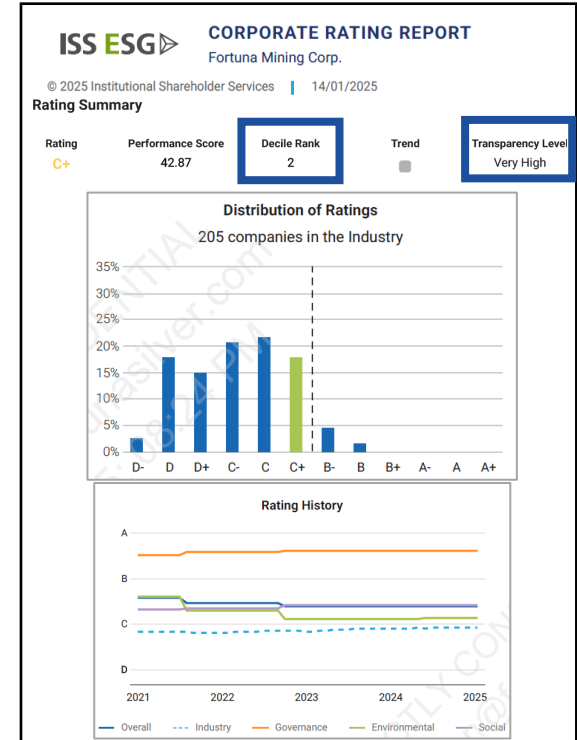 ISS ESG
CORPORATE RATING REPORT
Fortuna Mining Corp.
© 2025 Institutional Shareholder Services | 14/01/2025
Rating Summary
Rating Performance Score Decile Rank Trend Transparency Level
C+ 42.87 2 Very High
Distribution of Ratings
205 companies in the Industry
35%
30%
25%
20%
15%
10%
5%
0%
D- D D+ C- C C+ B- B B+ A- A A+
Rating History
A
B
C
D
2021 2022 2023 2024 2025
Overall Industry Governance Environmental Social